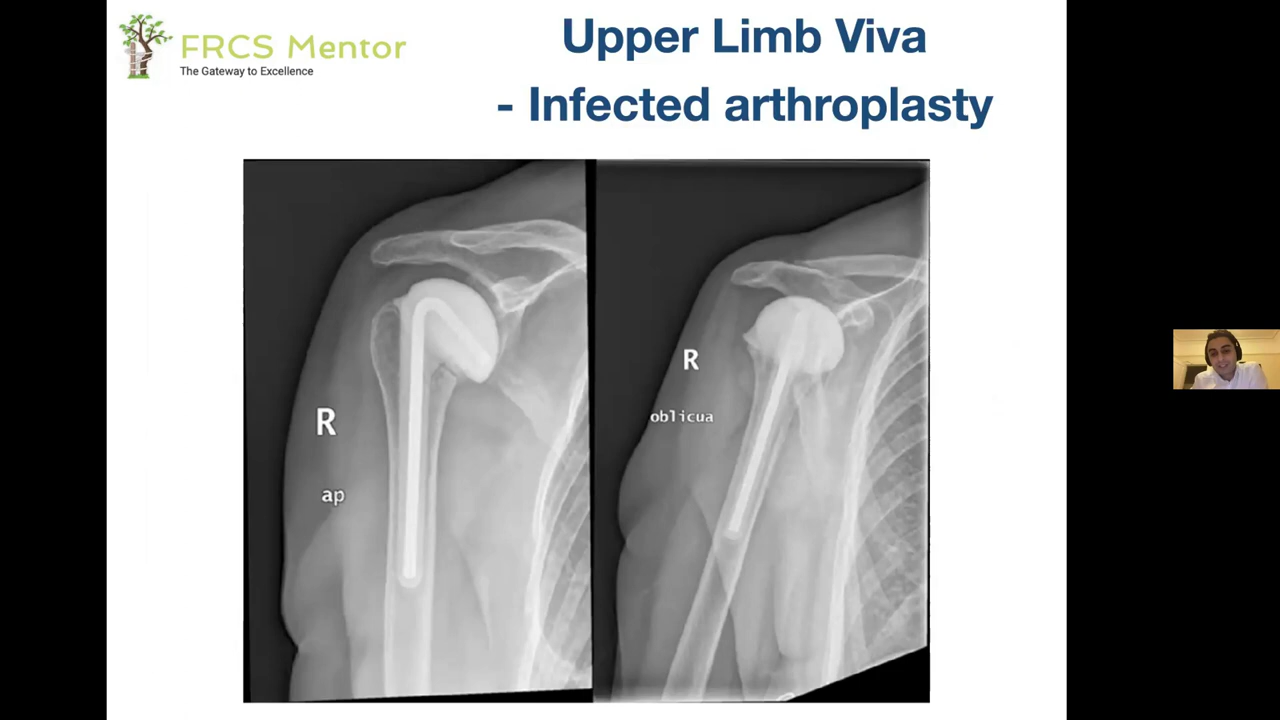 FRCS Mentor
The Gateway to Excellence
Upper Limb Viva
- Infected arthroplasty
R
ap
R
oblicua